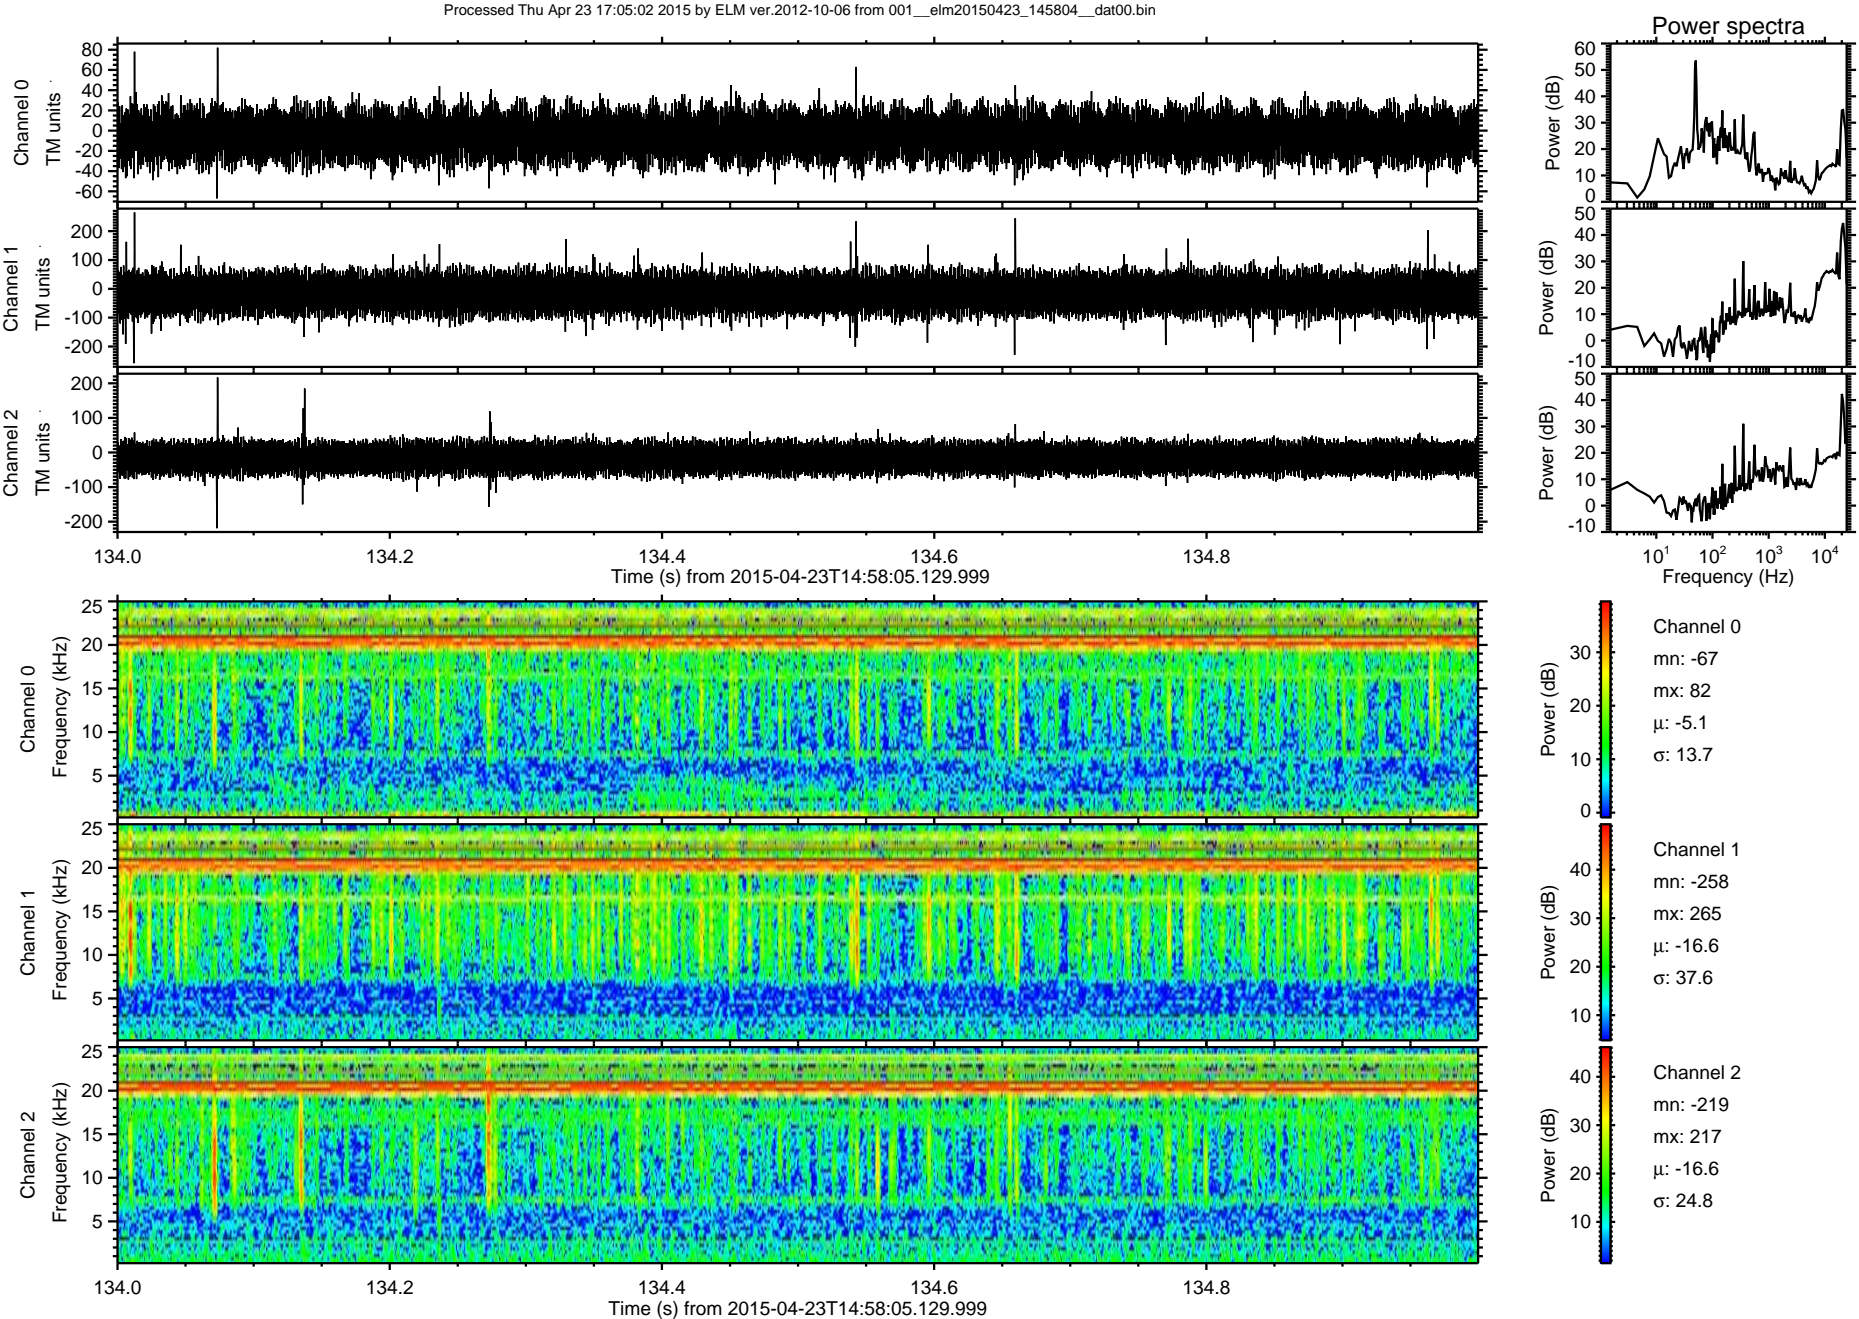 Processed Thu Apr 23 17:05:02 2015 by ELM ver.2012-10-06 from 001__elm20150423_145804__dat00.bin
Power spectra
Channel 0
TM units
80
60
40
20
0
-20
-40
-60
Power (dB)
60
50
40
30
20
10
0
Channel 1
TM units
200
100
0
-100
-200
Power (dB)
50
40
30
20
10
0
-10
Channel 2
TM units
200
100
0
-100
-200
Power (dB)
50
40
30
20
10
0
-10
134.0 134.2 134.4 134.6 134.8
Time (s) from 2015-04-23T14:58:05.129.999
10^1 10^2 10^3 10^4
Frequency (Hz)
Channel 0
Frequency (kHz)
25
20
15
10
5
Power (dB)
30
20
10
0
Channel 0
mn: -67
mx: 82
μ: -5.1
σ: 13.7
Channel 1
Frequency (kHz)
25
20
15
10
5
Power (dB)
40
30
20
10
Channel 1
mn: -258
mx: 265
μ: -16.6
σ: 37.6
Channel 2
Frequency (kHz)
25
20
15
10
5
Power (dB)
40
30
20
10
Channel 2
mn: -219
mx: 217
μ: -16.6
σ: 24.8
134.0 134.2 134.4 134.6 134.8
Time (s) from 2015-04-23T14:58:05.129.999